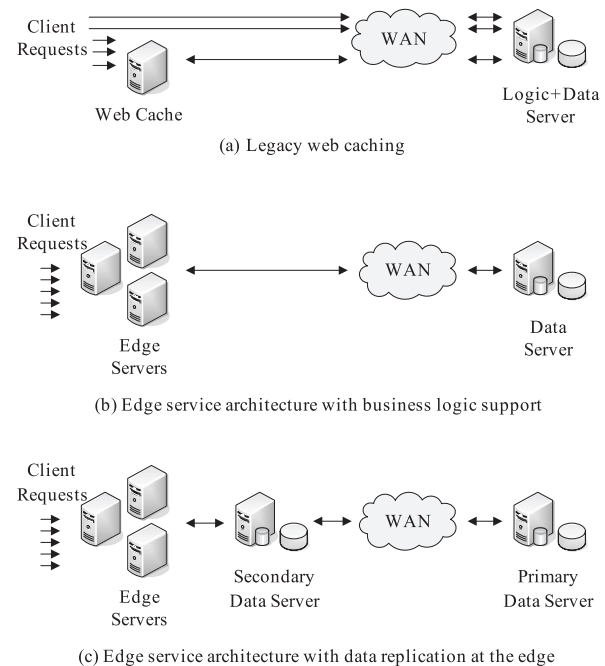 Client
Requests
WAN
Web Cache
Logic+Data
Server
(a) Legacy web caching
Client
Requests
WAN
Edge
Servers
Data
Server
(b) Edge service architecture with business logic support
Client
Requests
WAN
Edge
Servers
Secondary
Data Server
Primary
Data Server
(c) Edge service architecture with data replication at the edge